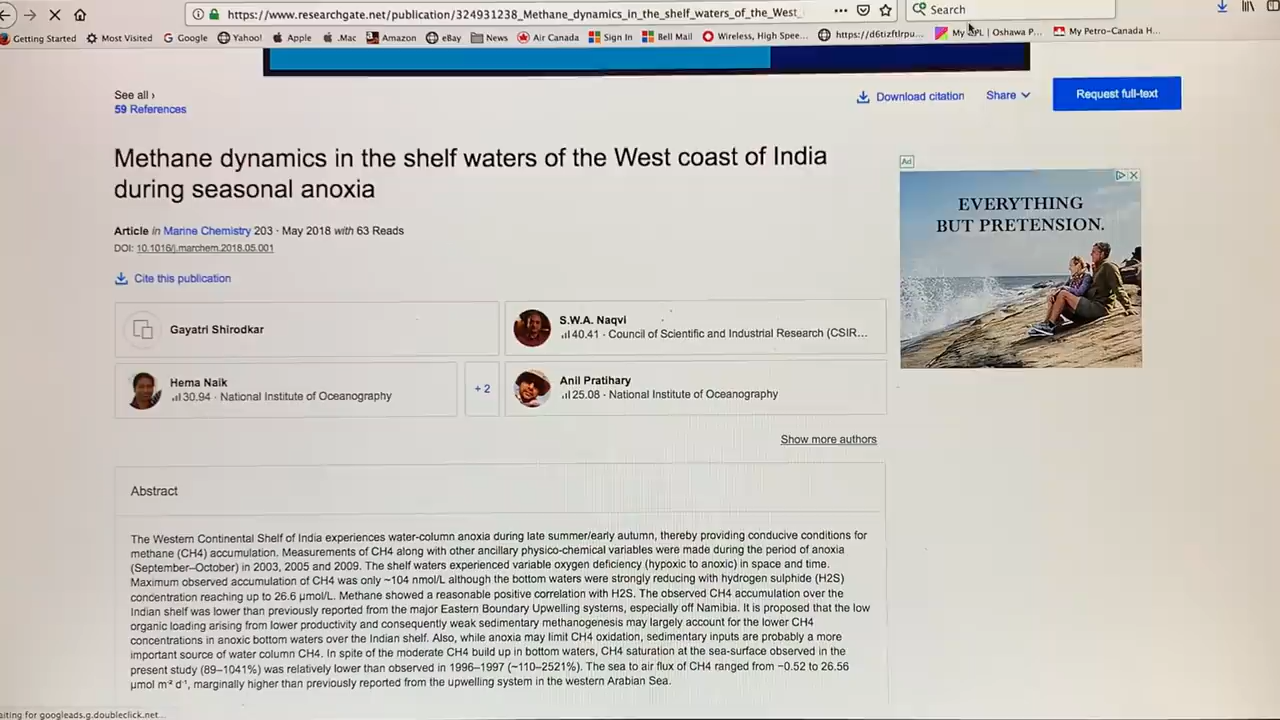 https://www.researchgate.net/publication/324931238_Methane_dynamics_in_the_shelf_waters_of_the_West_
Search
Getting Started Most Visited Google Yahoo! Apple .Mac Amazon eBay News Air Canada Sign In Bell Mail Wireless, High Spee... https://d6tizftlrpu... My OPL | Oshawa P... My Petro-Canada H...
See all ›
59 References
Download citation Share Request full-text
Methane dynamics in the shelf waters of the West coast of India
during seasonal anoxia
Article in Marine Chemistry 203 · May 2018 with 63 Reads
DOI: 10.1016/j.marchem.2018.05.001
Cite this publication
Gayatri Shirodkar
S.W.A. Naqvi
40.41 · Council of Scientific and Industrial Research (CSIR...
Hema Naik
30.94 · National Institute of Oceanography
+ 2
Anil Pratihary
25.08 · National Institute of Oceanography
Show more authors
Ad
EVERYTHING
BUT PRETENSION.
Abstract
The Western Continental Shelf of India experiences water-column anoxia during late summer/early autumn, thereby providing conducive conditions for
methane (CH4) accumulation. Measurements of CH4 along with other ancillary physico-chemical variables were made during the period of anoxia
(September–October) in 2003, 2005 and 2009. The shelf waters experienced variable oxygen deficiency (hypoxic to anoxic) in space and time.
Maximum observed accumulation of CH4 was only ~104 nmol/L although the bottom waters were strongly reducing with hydrogen sulphide (H2S)
concentration reaching up to 26.6 μmol/L. Methane showed a reasonable positive correlation with H2S. The observed CH4 accumulation over the
Indian shelf was lower than previously reported from the major Eastern Boundary Upwelling systems, especially off Namibia. It is proposed that the low
organic loading arising from lower productivity and consequently weak sedimentary methanogenesis may largely account for the lower CH4
concentrations in anoxic bottom waters over the Indian shelf. Also, while anoxia may limit CH4 oxidation, sedimentary inputs are probably a more
important source of water column CH4. In spite of the moderate CH4 build up in bottom waters, CH4 saturation at the sea-surface observed in the
present study (89–1041%) was relatively lower than observed in 1996–1997 (~110–2521%). The sea to air flux of CH4 ranged from −0.52 to 26.56
μmol m⁻² d⁻¹, marginally higher than previously reported from the upwelling system in the western Arabian Sea.
aiting for googleads.g.doubleclick.net...